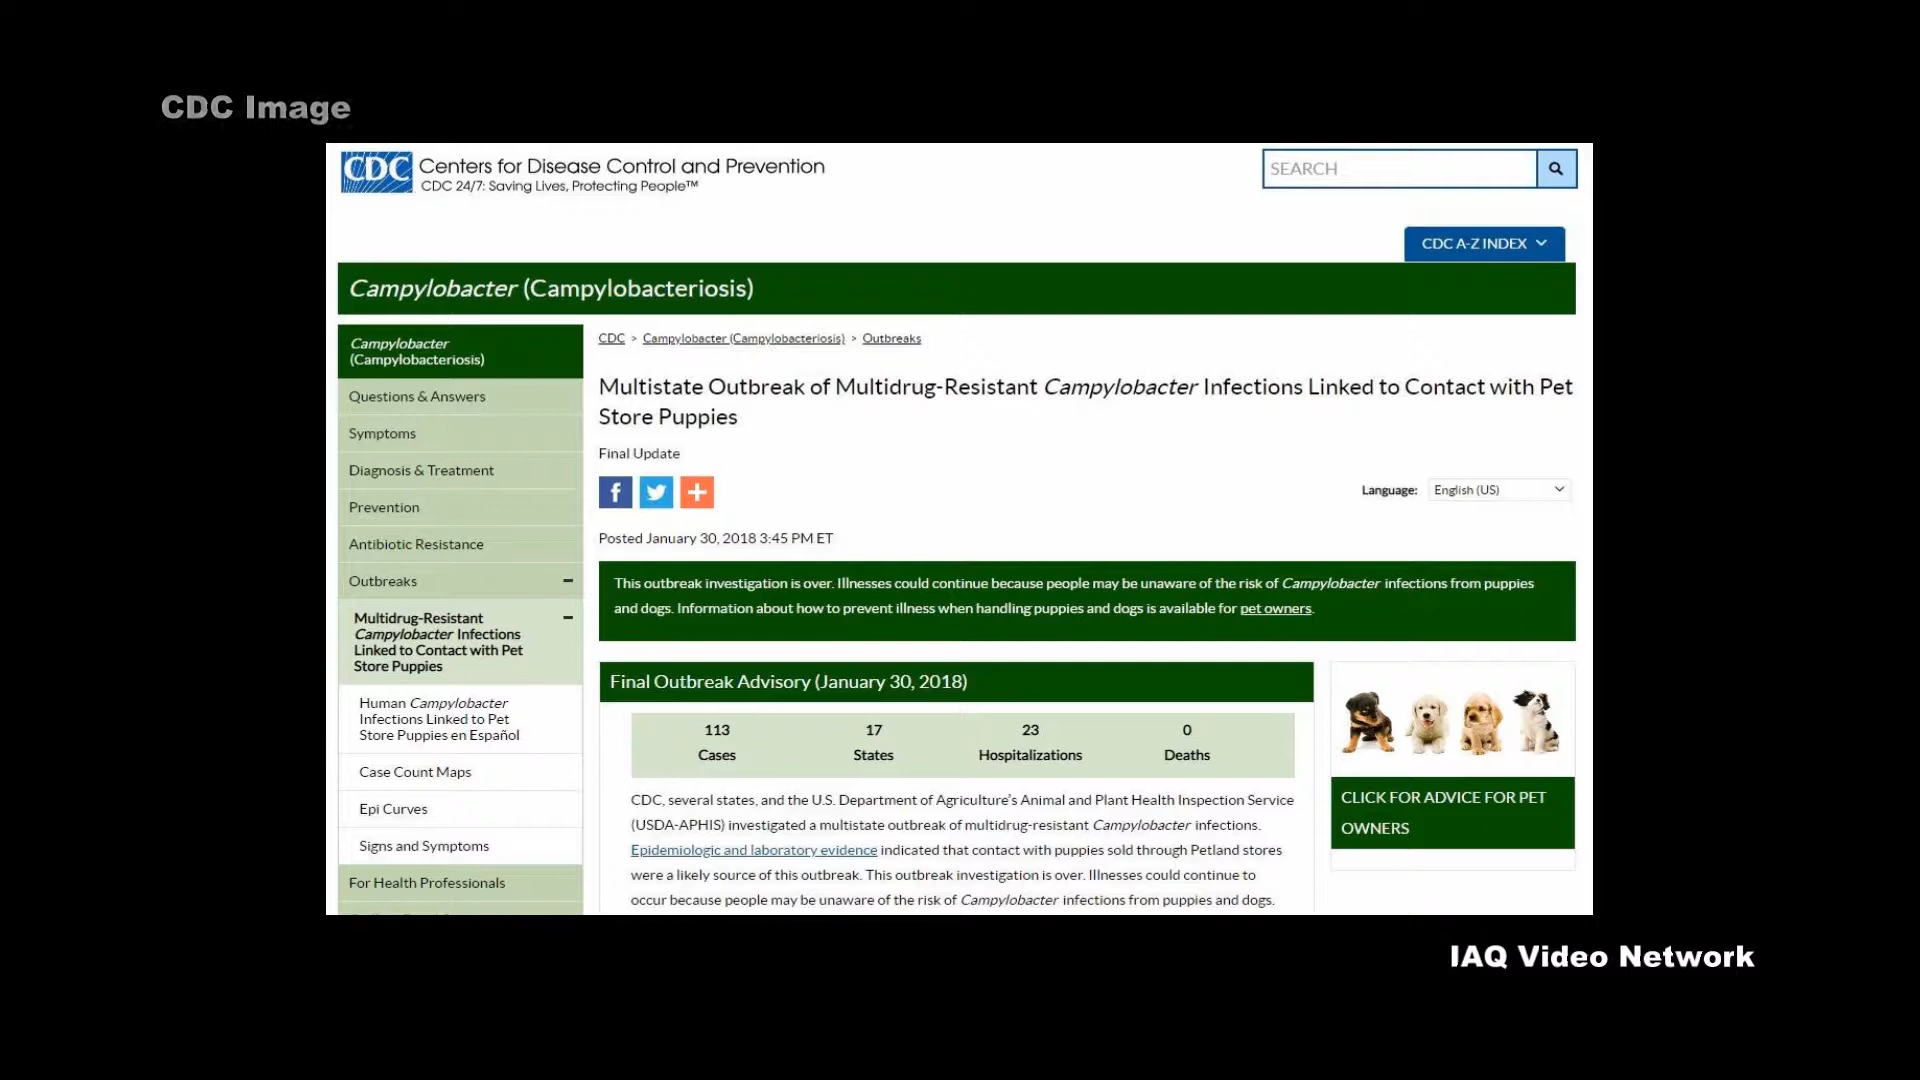 CDC Image
CDC Centers for Disease Control and Prevention
CDC 24/7: Saving Lives, Protecting People™
SEARCH
CDC A-Z INDEX
Campylobacter (Campylobacteriosis)
Campylobacter
(Campylobacteriosis)
Questions & Answers
Symptoms
Diagnosis & Treatment
Prevention
Antibiotic Resistance
Outbreaks
Multidrug-Resistant
Campylobacter Infections
Linked to Contact with Pet
Store Puppies
Human Campylobacter
Infections Linked to Pet
Store Puppies en Español
Case Count Maps
Epi Curves
Signs and Symptoms
For Health Professionals
CDC > Campylobacter (Campylobacteriosis) > Outbreaks
Multistate Outbreak of Multidrug-Resistant Campylobacter Infections Linked to Contact with Pet
Store Puppies
Final Update
Language: English (US)
Posted January 30, 2018 3:45 PM ET
This outbreak investigation is over. Illnesses could continue because people may be unaware of the risk of Campylobacter infections from puppies
and dogs. Information about how to prevent illness when handling puppies and dogs is available for pet owners.
Final Outbreak Advisory (January 30, 2018)
113 17 23 0
Cases States Hospitalizations Deaths
CDC, several states, and the U.S. Department of Agriculture's Animal and Plant Health Inspection Service
(USDA-APHIS) investigated a multistate outbreak of multidrug-resistant Campylobacter infections.
Epidemiologic and laboratory evidence indicated that contact with puppies sold through Petland stores
were a likely source of this outbreak. This outbreak investigation is over. Illnesses could continue to
occur because people may be unaware of the risk of Campylobacter infections from puppies and dogs.
CLICK FOR ADVICE FOR PET
OWNERS
IAQ Video Network